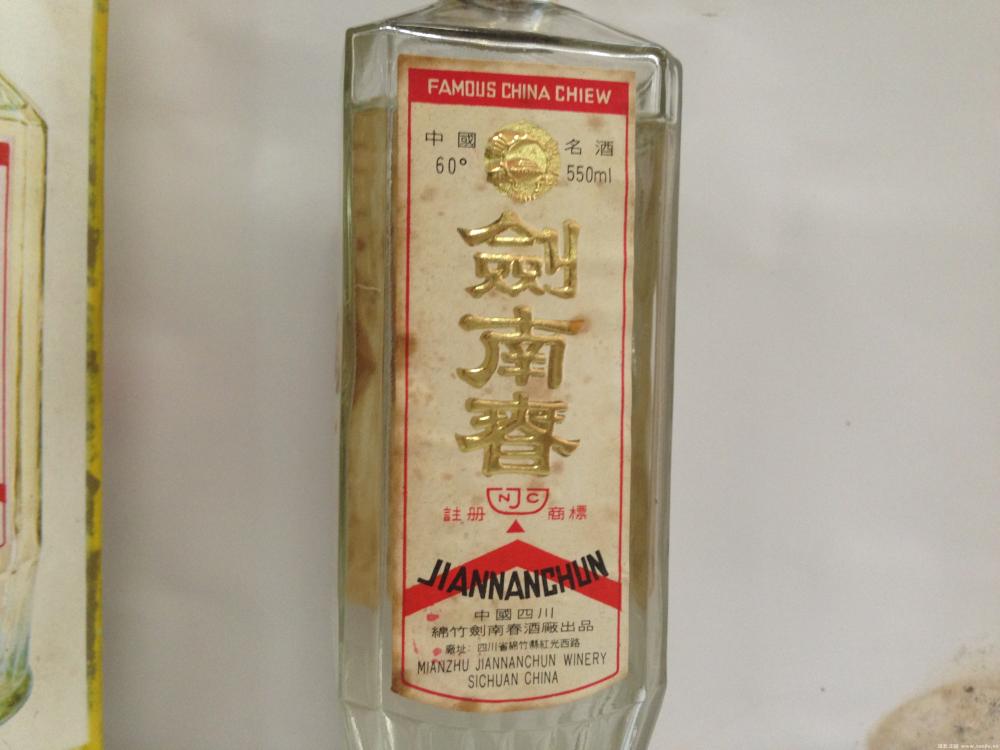 FAMOUS CHINA CHIEW
中國 名酒
60° 550ml
劍
南
春
NJC
註册 商標
JIANNANCHUN
中國四川
綿竹劍南春酒廠出品
廠址:四川省綿竹縣紅光西路
MIANZHU JIANNANCHUN WINERY
SICHUAN CHINA